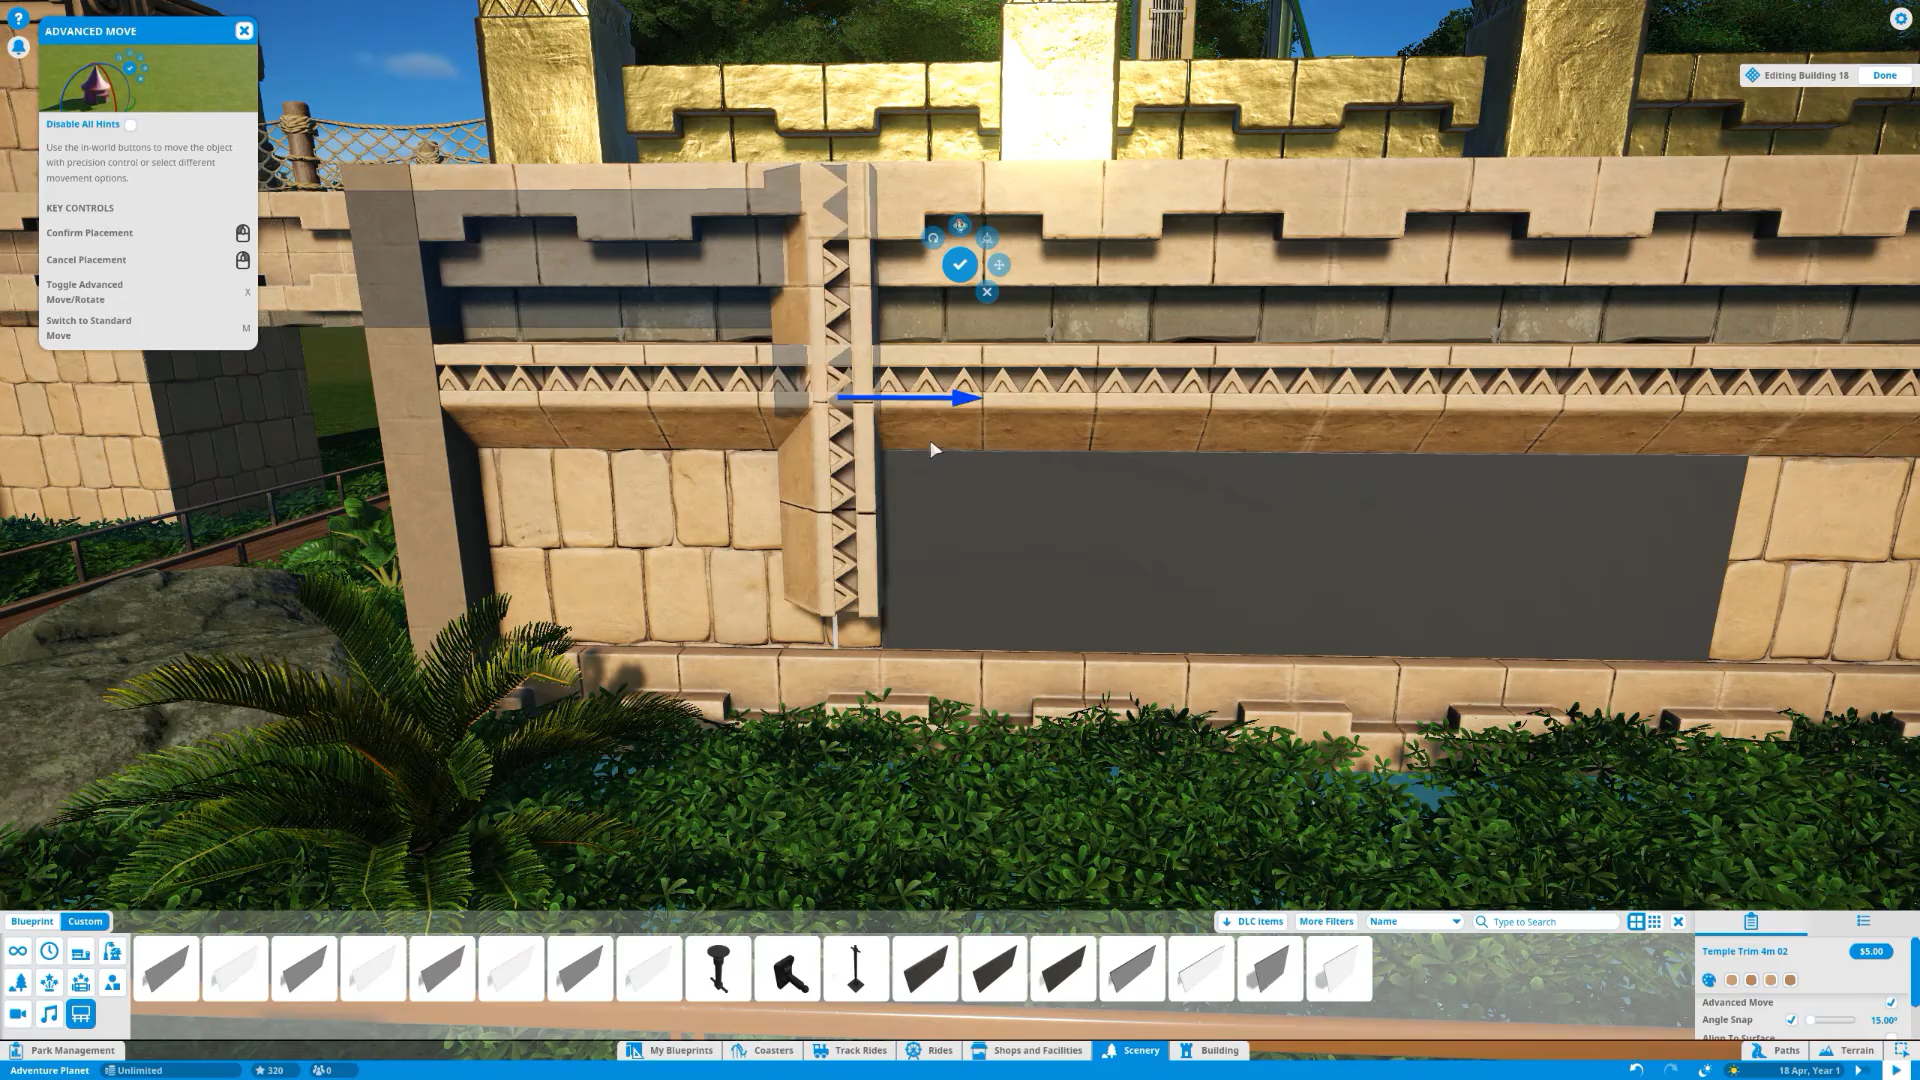 ?
ADVANCED MOVE
Disable All Hints
Use the in-world buttons to move the object
with precision control or select different
movement options.
KEY CONTROLS
Confirm Placement
Cancel Placement
Toggle Advanced
Move/Rotate X
Switch to Standard
Move M
Editing Building 18 Done
Blueprint Custom DLC items More Filters Name Type to Search
Temple Trim 4m 02 $5.00
Advanced Move
Angle Snap 15.00°
Align To Surface
Park Management My Blueprints Coasters Track Rides Rides Shops and Facilities Scenery Building Paths Terrain
Adventure Planet Unlimited 320 0 18 Apr, Year 1